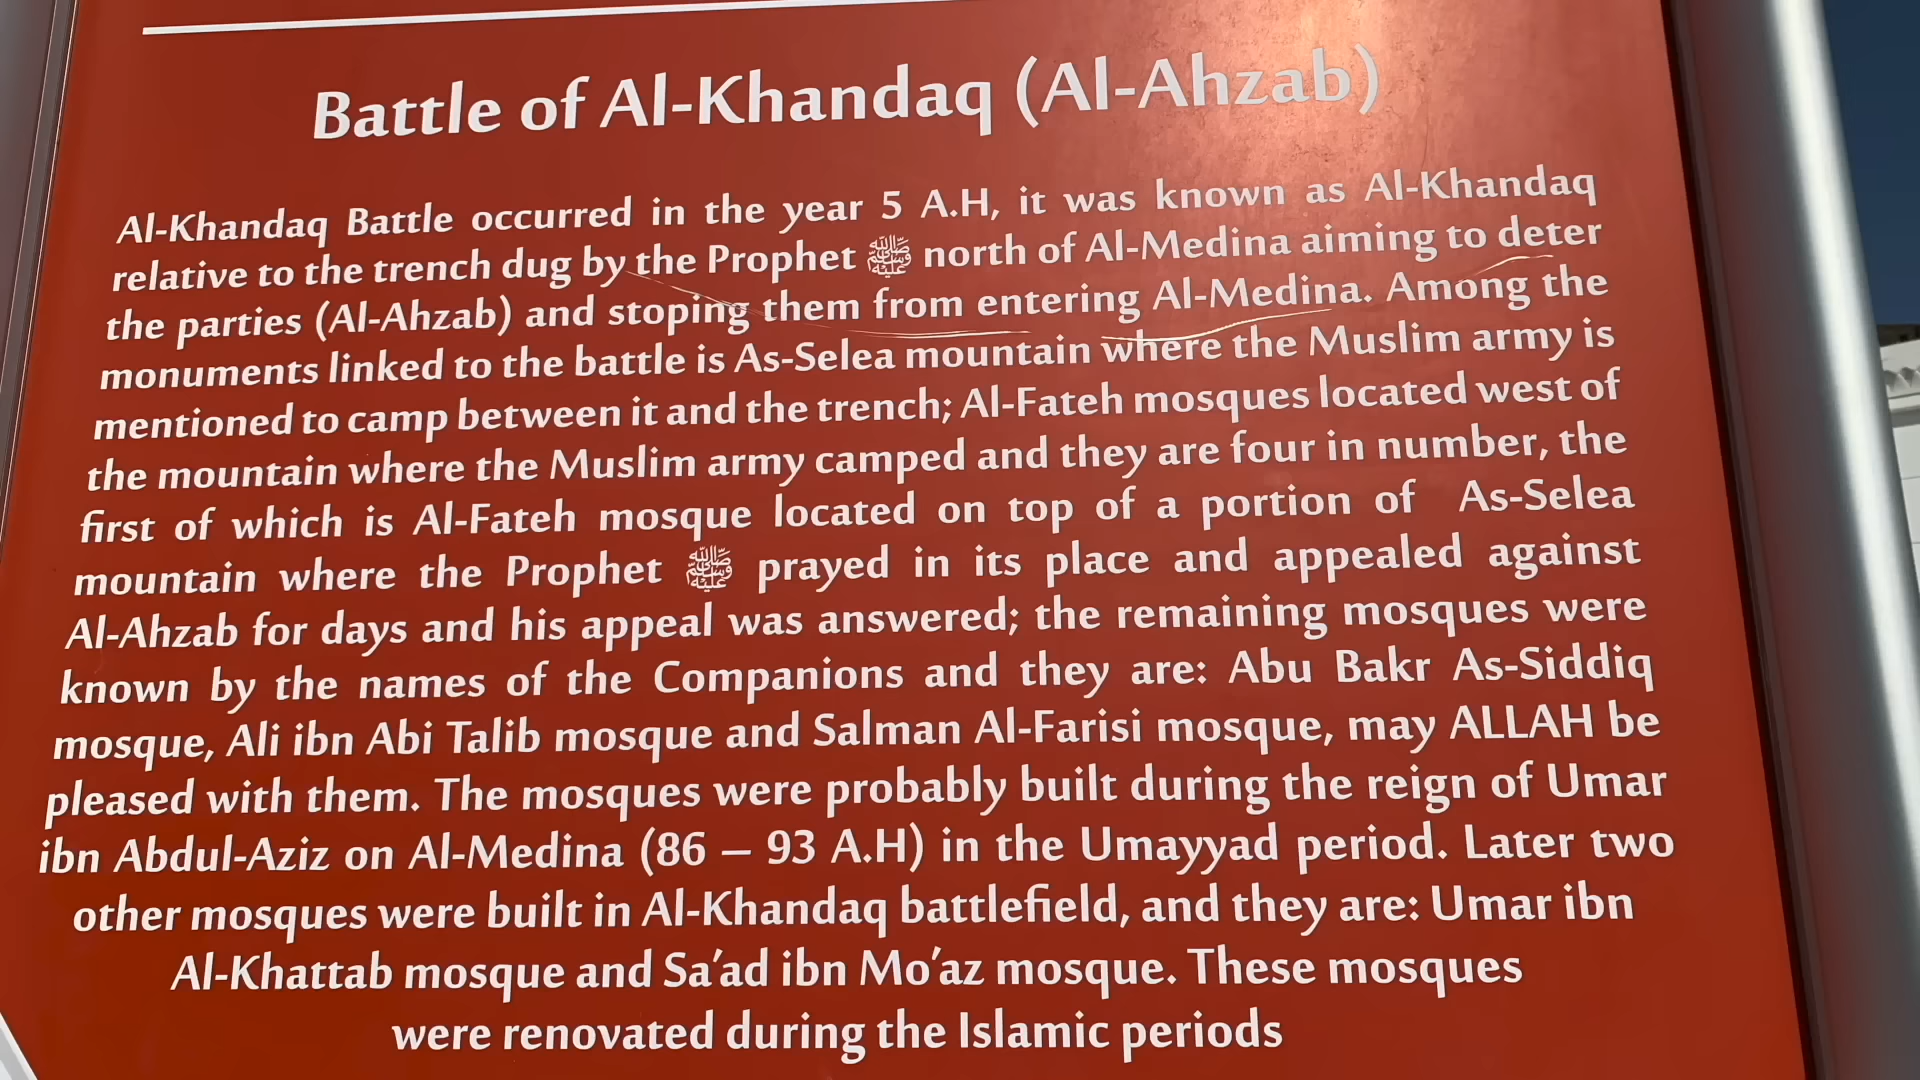 Battle of Al-Khandaq (Al-Ahzab)
Al-Khandaq Battle occurred in the year 5 A.H, it was known as Al-Khandaq
relative to the trench dug by the Prophet ﷺ north of Al-Medina aiming to deter
the parties (Al-Ahzab) and stoping them from entering Al-Medina. Among the
monuments linked to the battle is As-Selea mountain where the Muslim army is
mentioned to camp between it and the trench; Al-Fateh mosques located west of
the mountain where the Muslim army camped and they are four in number, the
first of which is Al-Fateh mosque located on top of a portion of As-Selea
mountain where the Prophet ﷺ prayed in its place and appealed against
Al-Ahzab for days and his appeal was answered; the remaining mosques were
known by the names of the Companions and they are: Abu Bakr As-Siddiq
mosque, Ali ibn Abi Talib mosque and Salman Al-Farisi mosque, may ALLAH be
pleased with them. The mosques were probably built during the reign of Umar
ibn Abdul-Aziz on Al-Medina (86 – 93 A.H) in the Umayyad period. Later two
other mosques were built in Al-Khandaq battlefield, and they are: Umar ibn
Al-Khattab mosque and Sa’ad ibn Mo’az mosque. These mosques
were renovated during the Islamic periods